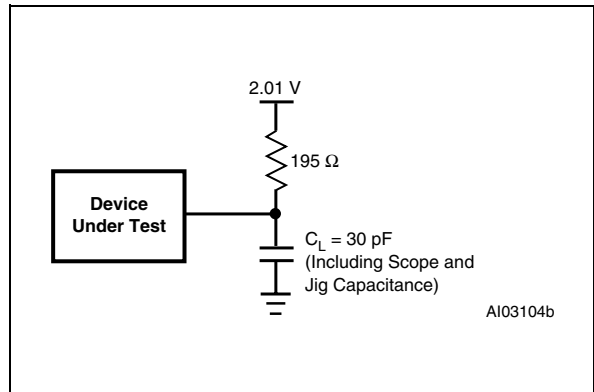 2.01 V
195 Ω
Device
Under Test
C_L = 30 pF
(Including Scope and
Jig Capacitance)
AI03104b